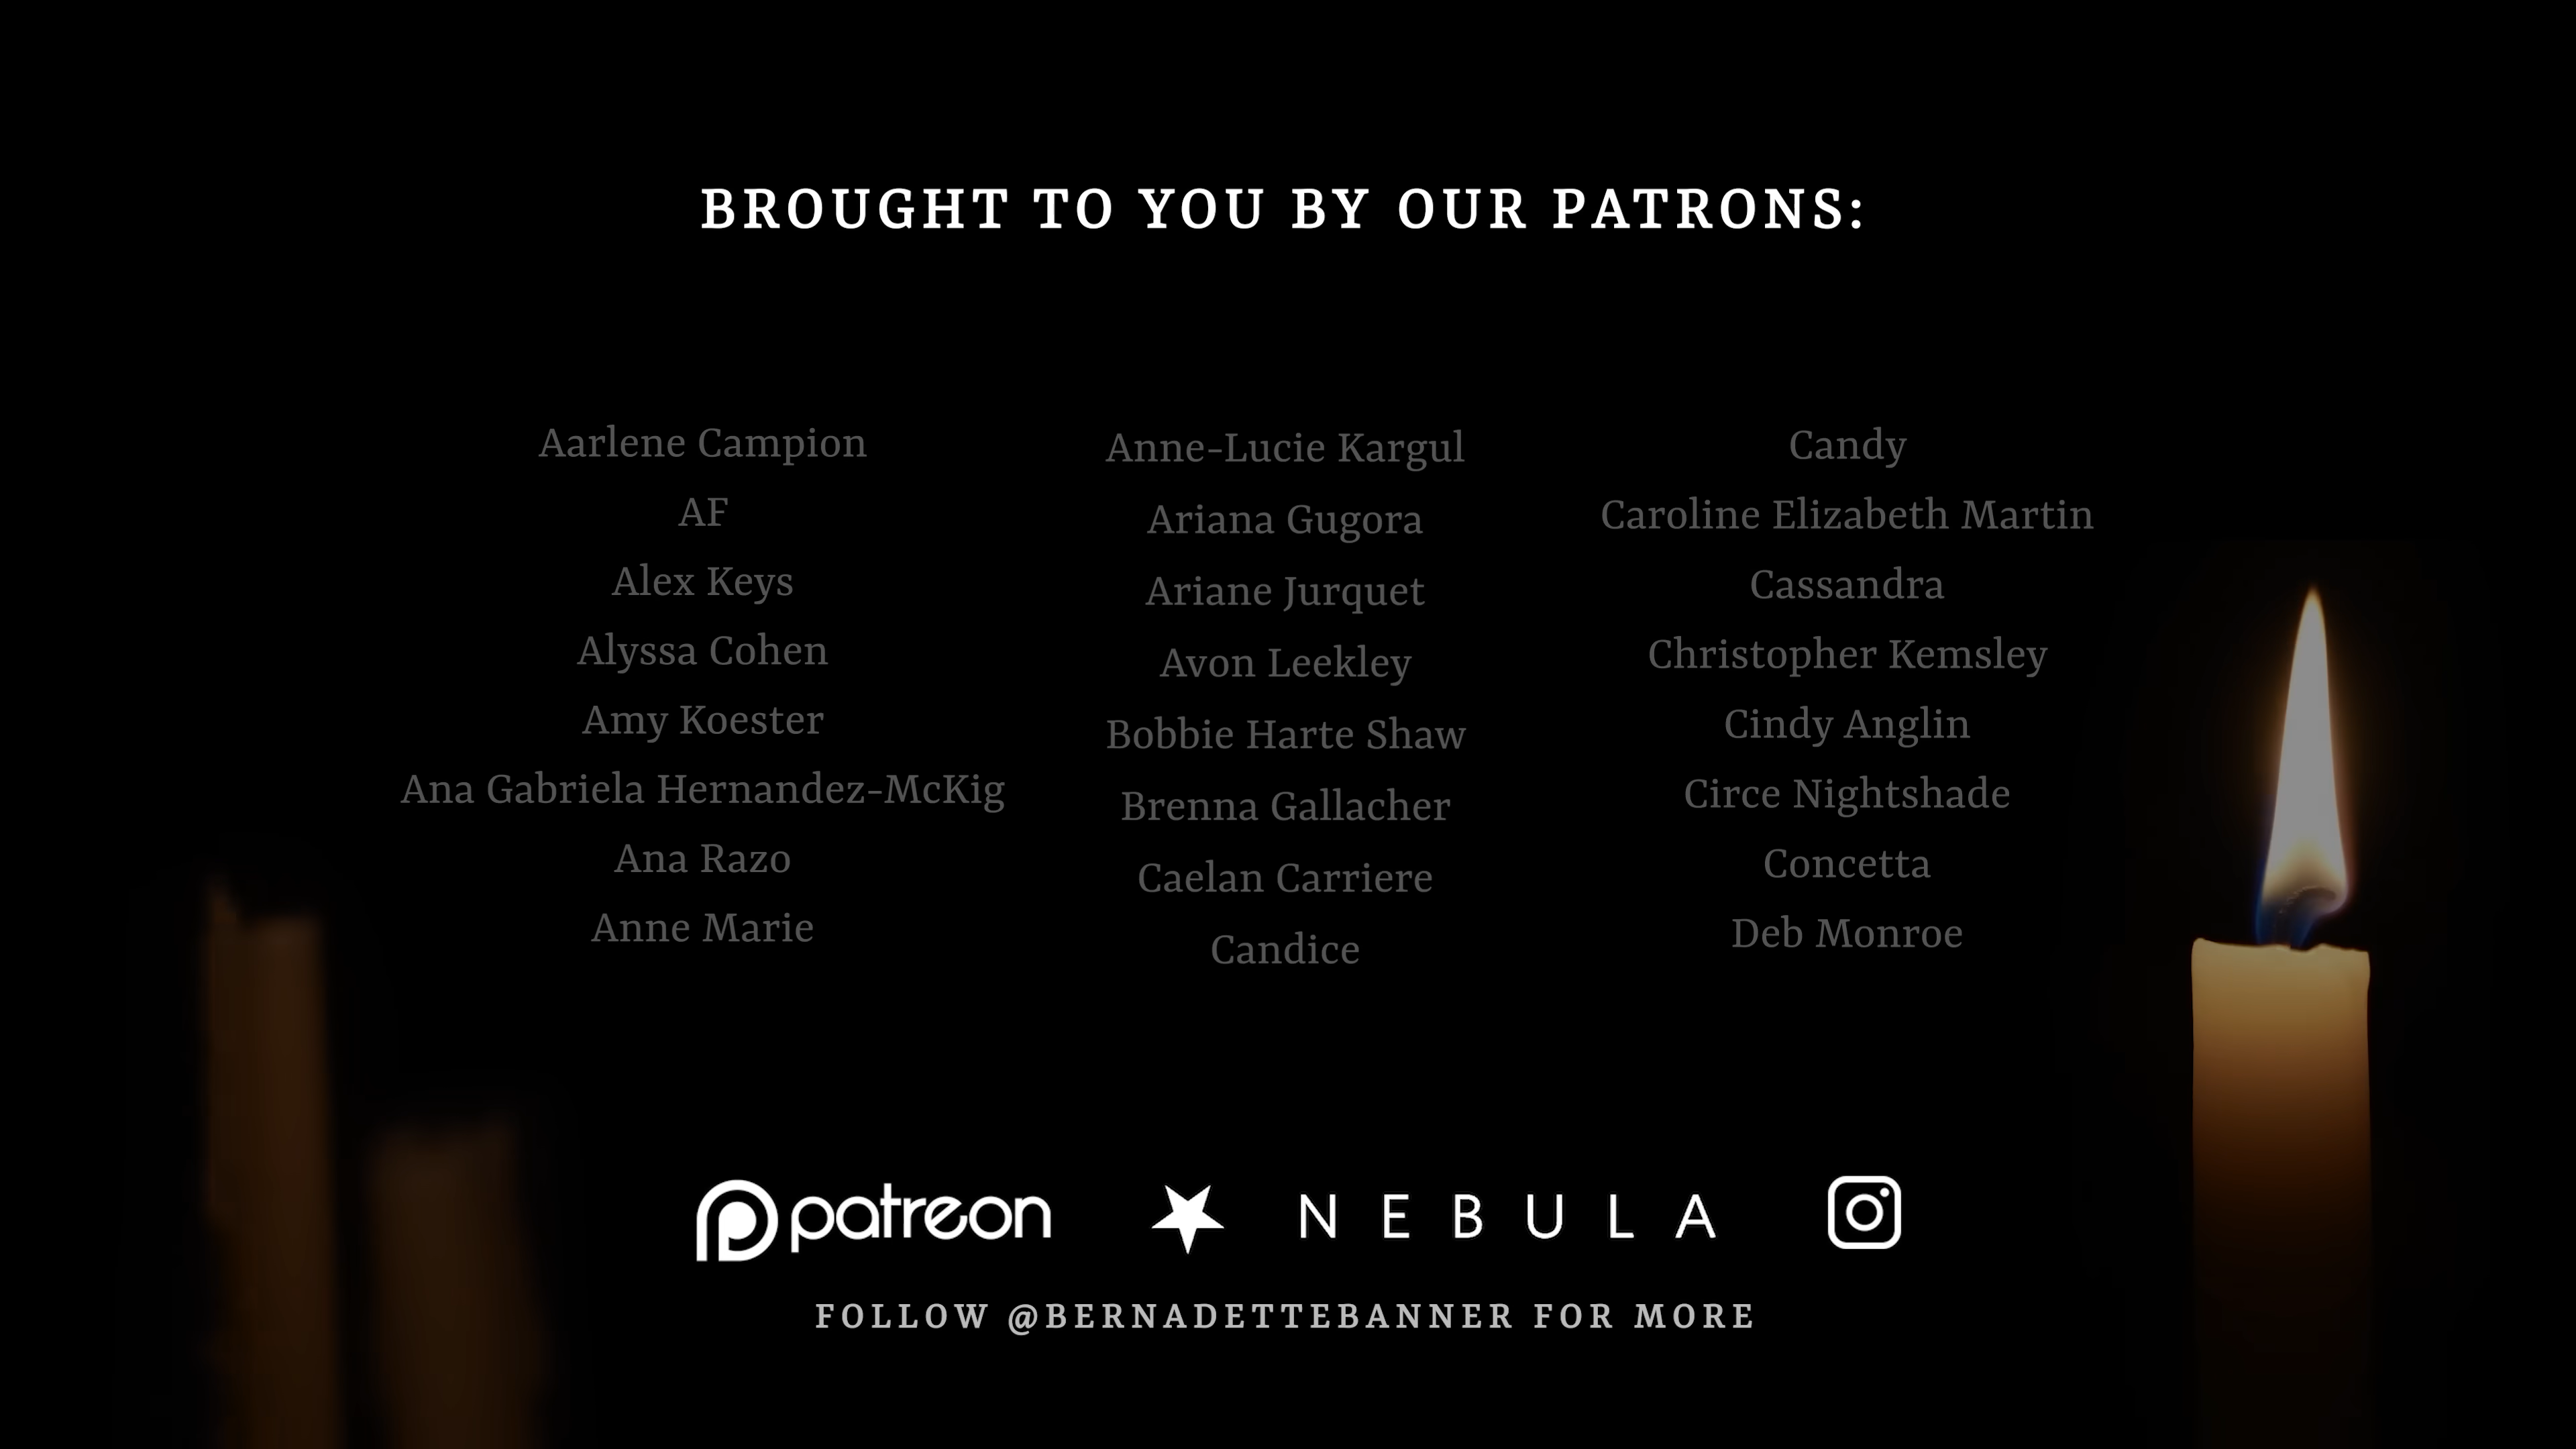 BROUGHT TO YOU BY OUR PATRONS:
Aarlene Campion
AF
Alex Keys
Alyssa Cohen
Amy Koester
Ana Gabriela Hernandez-McKig
Ana Razo
Anne Marie
Anne-Lucie Kargul
Ariana Gugora
Ariane Jurquet
Avon Leekley
Bobbie Harte Shaw
Brenna Gallacher
Caelan Carriere
Candice
Candy
Caroline Elizabeth Martin
Cassandra
Christopher Kemsley
Cindy Anglin
Circe Nightshade
Concetta
Deb Monroe
patreon NEBULA
FOLLOW @BERNADETTEBANNER FOR MORE